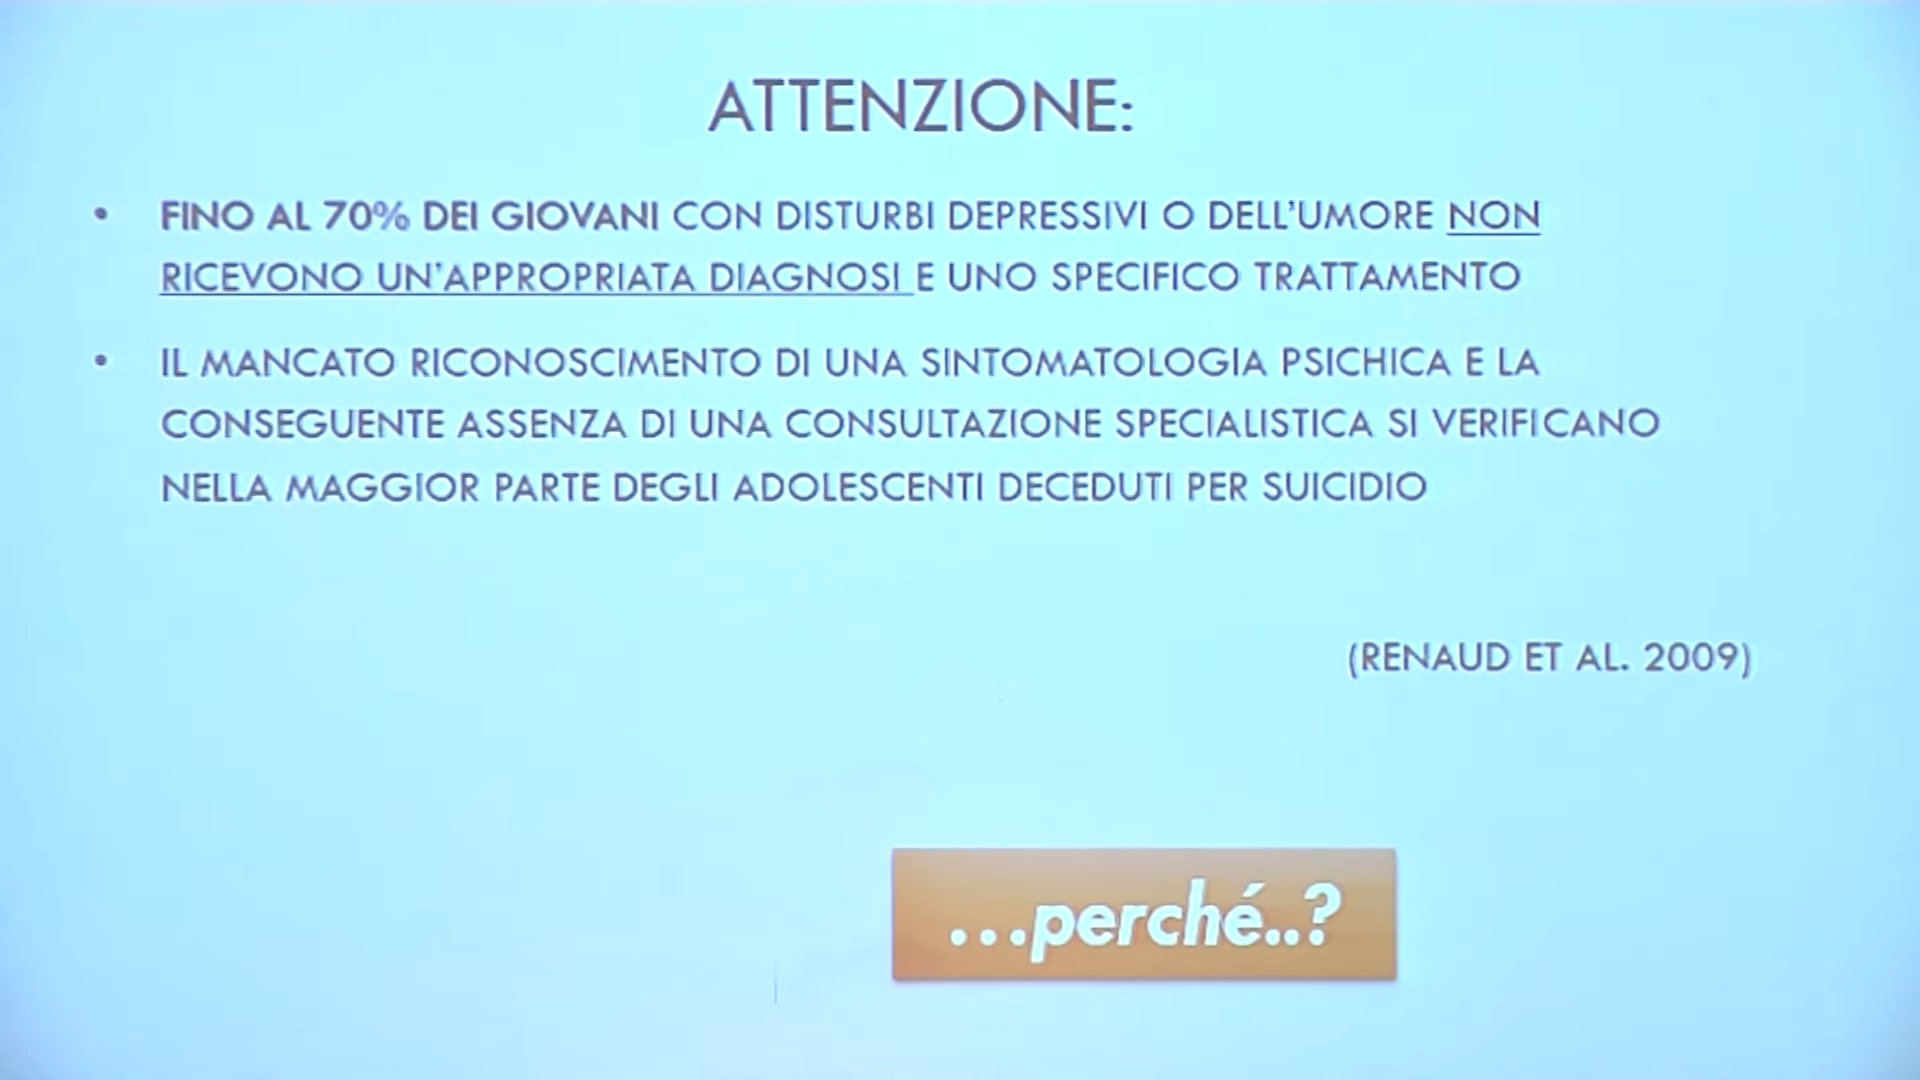 ATTENZIONE:
• FINO AL 70% DEI GIOVANI CON DISTURBI DEPRESSIVI O DELL'UMORE NON
RICEVONO UN'APPROPRIATA DIAGNOSI E UNO SPECIFICO TRATTAMENTO
• IL MANCATO RICONOSCIMENTO DI UNA SINTOMATOLOGIA PSICHICA E LA
CONSEGUENTE ASSENZA DI UNA CONSULTAZIONE SPECIALISTICA SI VERIFICANO
NELLA MAGGIOR PARTE DEGLI ADOLESCENTI DECEDUTI PER SUICIDIO
(RENAUD ET AL. 2009)
...perché..?